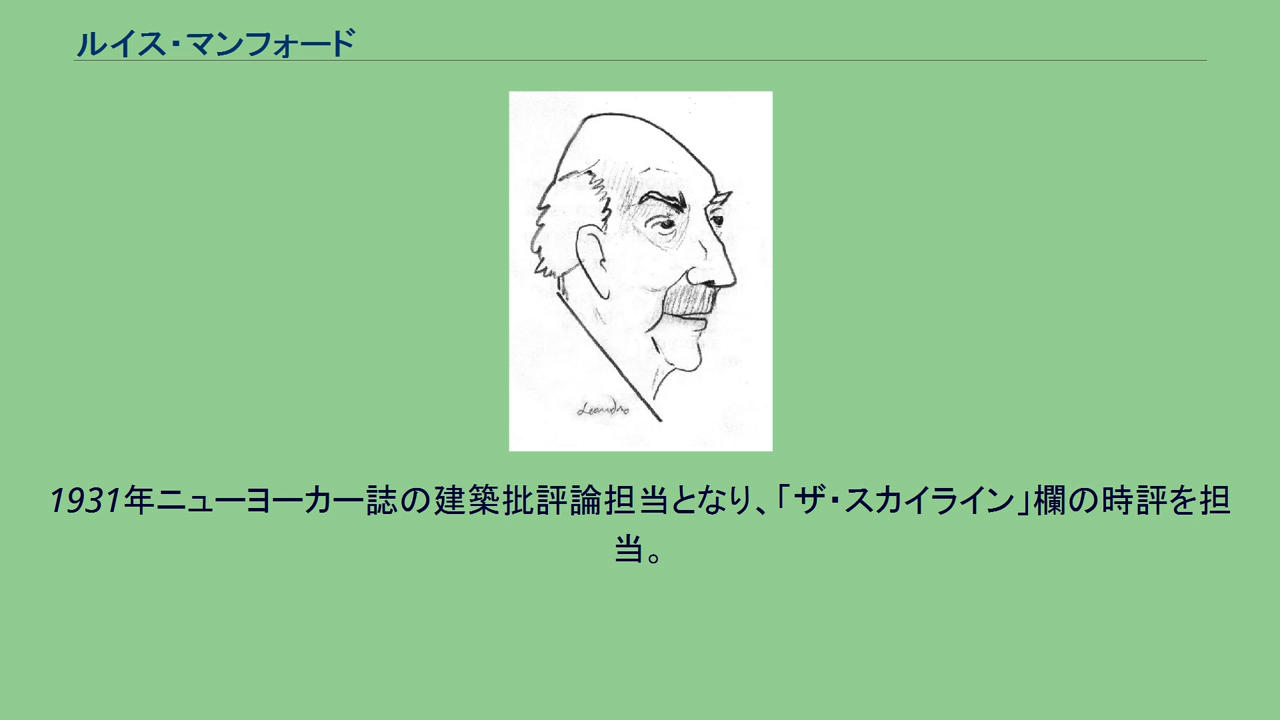 ルイス・マンフォード
Leandro
1931年ニューヨーカー誌の建築批評論担当となり、「ザ・スカイライン」欄の時評を担
当。